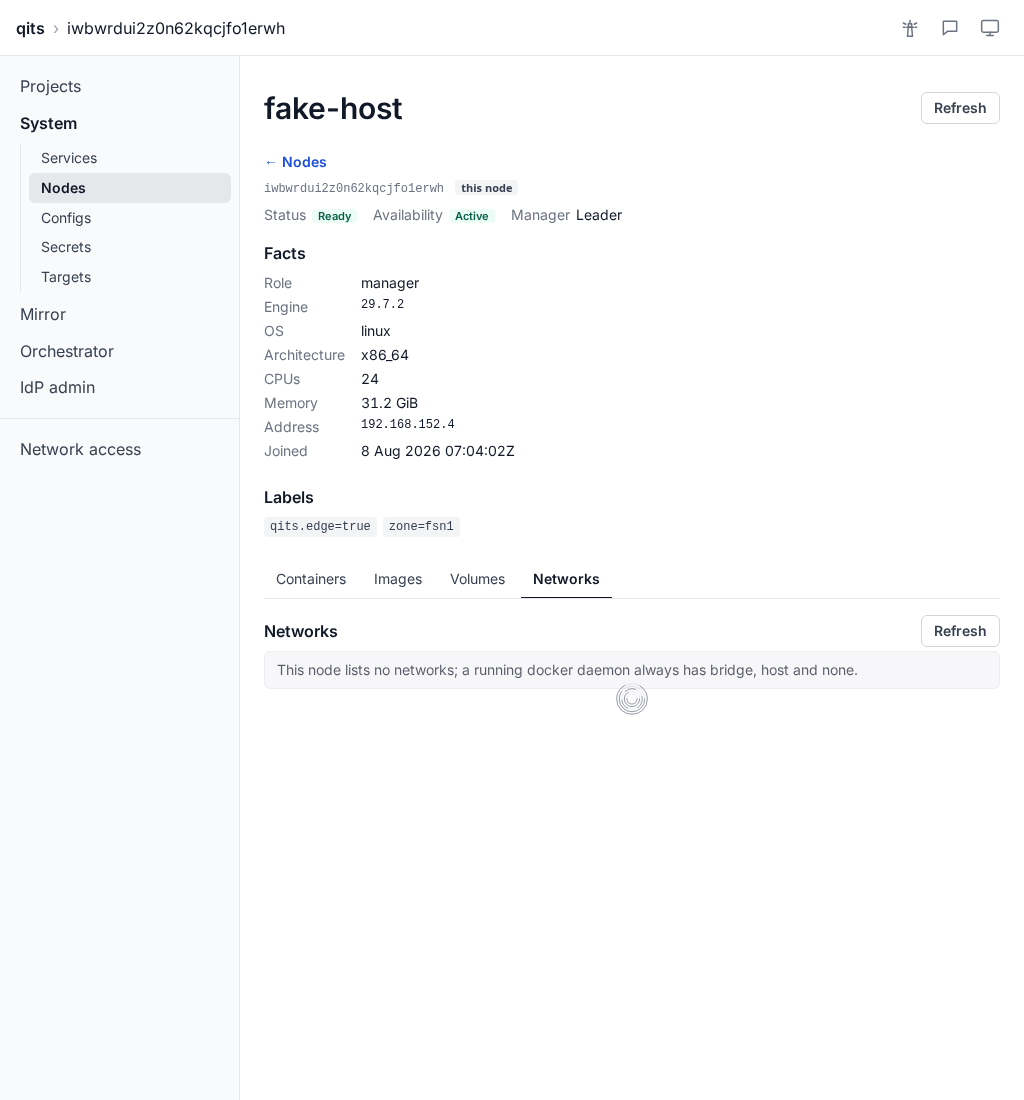 qits › iwbwrdui2z0n62kqcjfo1erwh
Projects
System
Services
Nodes
Configs
Secrets
Targets
Mirror
Orchestrator
IdP admin
Network access
fake-host
Refresh
← Nodes
iwbwrdui2z0n62kqcjfo1erwh this node
Status Ready Availability Active Manager Leader
Facts
Role manager
Engine 29.7.2
OS linux
Architecture x86_64
CPUs 24
Memory 31.2 GiB
Address 192.168.152.4
Joined 8 Aug 2026 07:04:02Z
Labels
qits.edge=true zone=fsn1
Containers Images Volumes Networks
Networks
Refresh
This node lists no networks; a running docker daemon always has bridge, host and none.